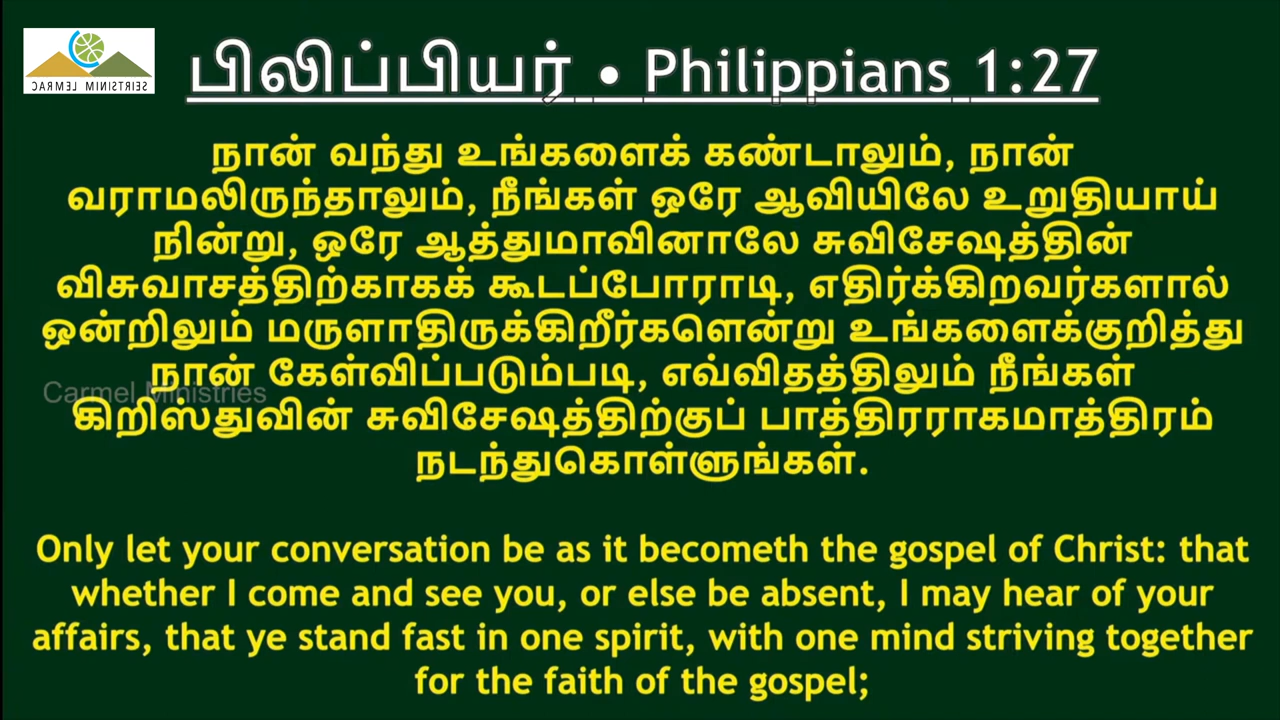 CARMEL MINISTRIES
பிலிப்பியர் • Philippians 1:27
நான் வந்து உங்களைக் கண்டாலும், நான்
வராமலிருந்தாலும், நீங்கள் ஒரே ஆவியிலே உறுதியாய்
நின்று, ஒரே ஆத்துமாவினாலே சுவிசேஷத்தின்
விசுவாசத்திற்காகக் கூடப்போராடி, எதிர்க்கிறவர்களால்
ஒன்றிலும் மருளாதிருக்கிறீர்களென்று உங்களைக்குறித்து
நான் கேள்விப்படும்படி, எவ்விதத்திலும் நீங்கள்
Carmel Ministries
கிறிஸ்துவின் சுவிசேஷத்திற்குப் பாத்திரராகமாத்திரம்
நடந்துகொள்ளுங்கள்.
Only let your conversation be as it becometh the gospel of Christ: that
whether I come and see you, or else be absent, I may hear of your
affairs, that ye stand fast in one spirit, with one mind striving together
for the faith of the gospel;